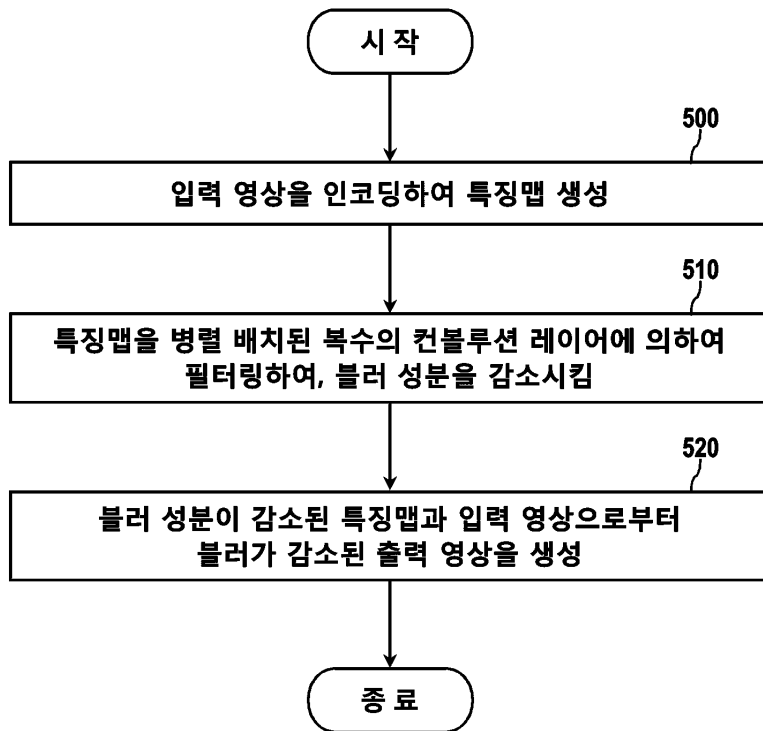 시 작
500
입력 영상을 인코딩하여 특징맵 생성
510
특징맵을 병렬 배치된 복수의 컨볼루션 레이어에 의하여
필터링하여, 블러 성분을 감소시킴
520
블러 성분이 감소된 특징맵과 입력 영상으로부터
블러가 감소된 출력 영상을 생성
종 료